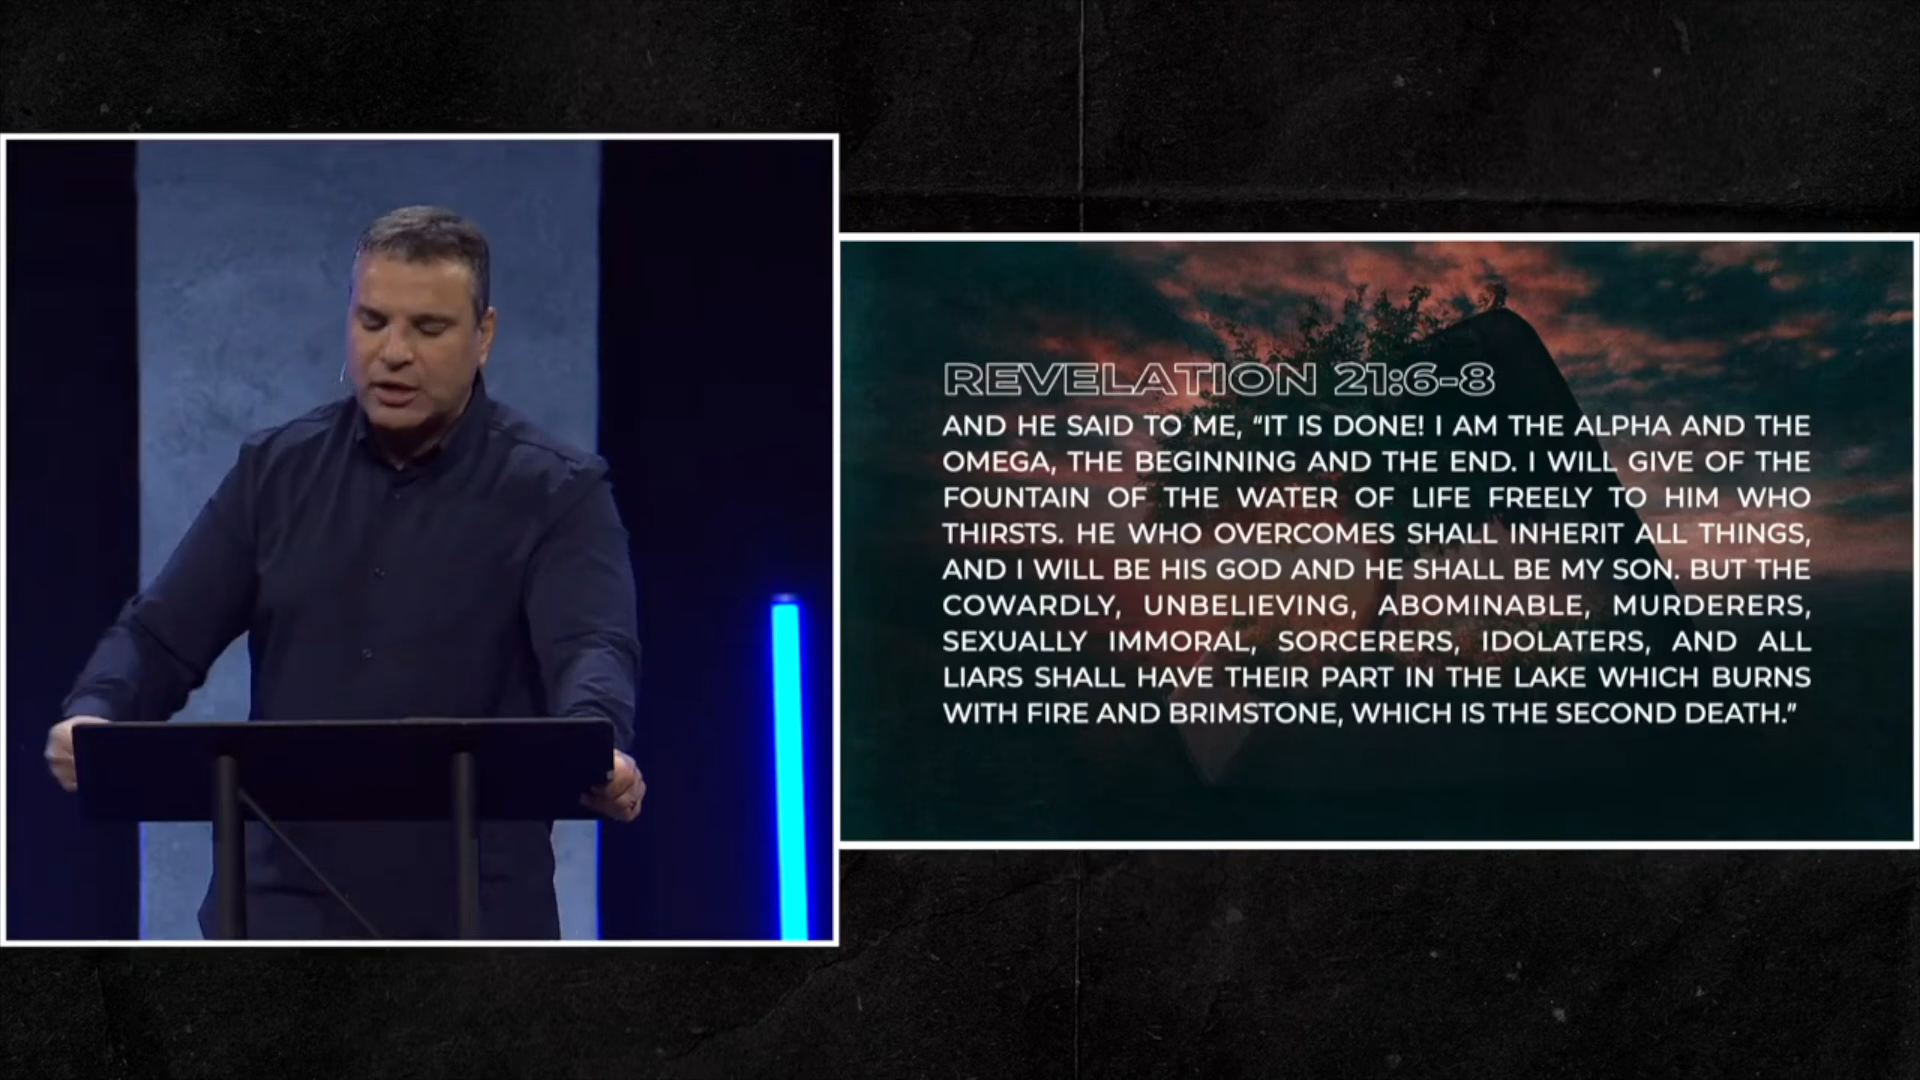 REVELATION 21:6-8
AND HE SAID TO ME, “IT IS DONE! I AM THE ALPHA AND THE
OMEGA, THE BEGINNING AND THE END. I WILL GIVE OF THE
FOUNTAIN OF THE WATER OF LIFE FREELY TO HIM WHO
THIRSTS. HE WHO OVERCOMES SHALL INHERIT ALL THINGS,
AND I WILL BE HIS GOD AND HE SHALL BE MY SON. BUT THE
COWARDLY, UNBELIEVING, ABOMINABLE, MURDERERS,
SEXUALLY IMMORAL, SORCERERS, IDOLATERS, AND ALL
LIARS SHALL HAVE THEIR PART IN THE LAKE WHICH BURNS
WITH FIRE AND BRIMSTONE, WHICH IS THE SECOND DEATH.”